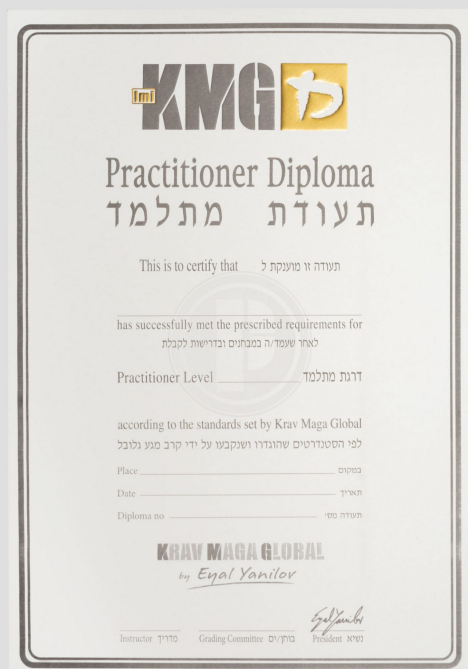 Imi KMG
Practitioner Diploma
תעודת מתלמד
This is to certify that תעודה זו מוענקת ל
has successfully met the prescribed requirements for
לאחר שעמד/ה במבחנים ובדרישות לקבלת
Practitioner Level דרגת מתלמד
according to the standards set by Krav Maga Global
לפי הסטנדרטים שהוגדרו ושנקבעו על ידי קרב מגע גלובל
Place במקום
Date תאריך
Diploma no תעודה מס׳
KRAV MAGA GLOBAL
by Eyal Yanilov
Eyal Yanilov
Instructor מדריך Grading Committee בוחן/ים President נשיא